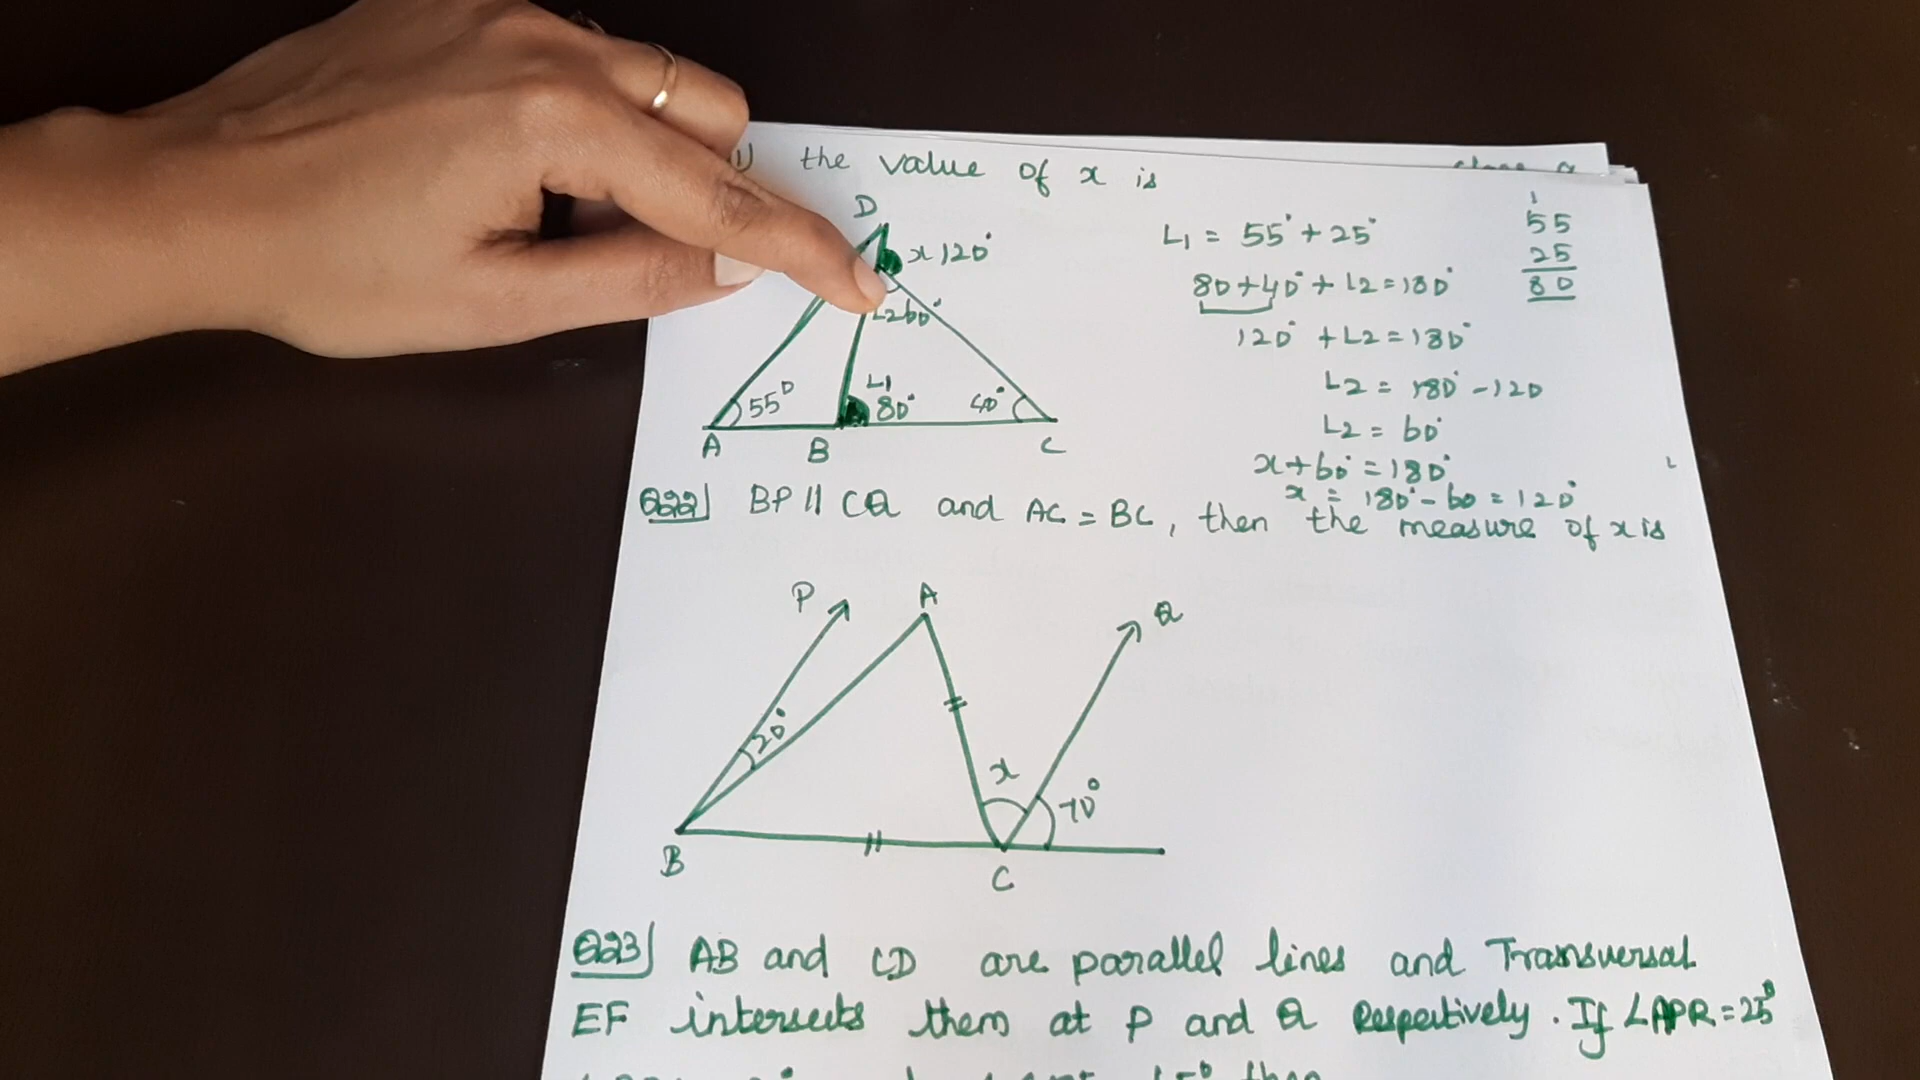 1) the value of x is
D
x 120°
L2 60°
55°
L1
80°
40°
A B C
L1 = 55° + 25°
80 + 40° + L2 = 180°
120° + L2 = 180°
L2 = 180° - 120
L2 = 60°
x + 60° = 180°
x = 180° - 60 = 120°
1
55
25
80
Q22) BP || CQ and AC = BC, then the measure of x is
P A Q
20°
x
70°
B C
Q23) AB and CD are parallel lines and Transversal
EF intersects them at P and Q Respectively. If ∠APR = 25°